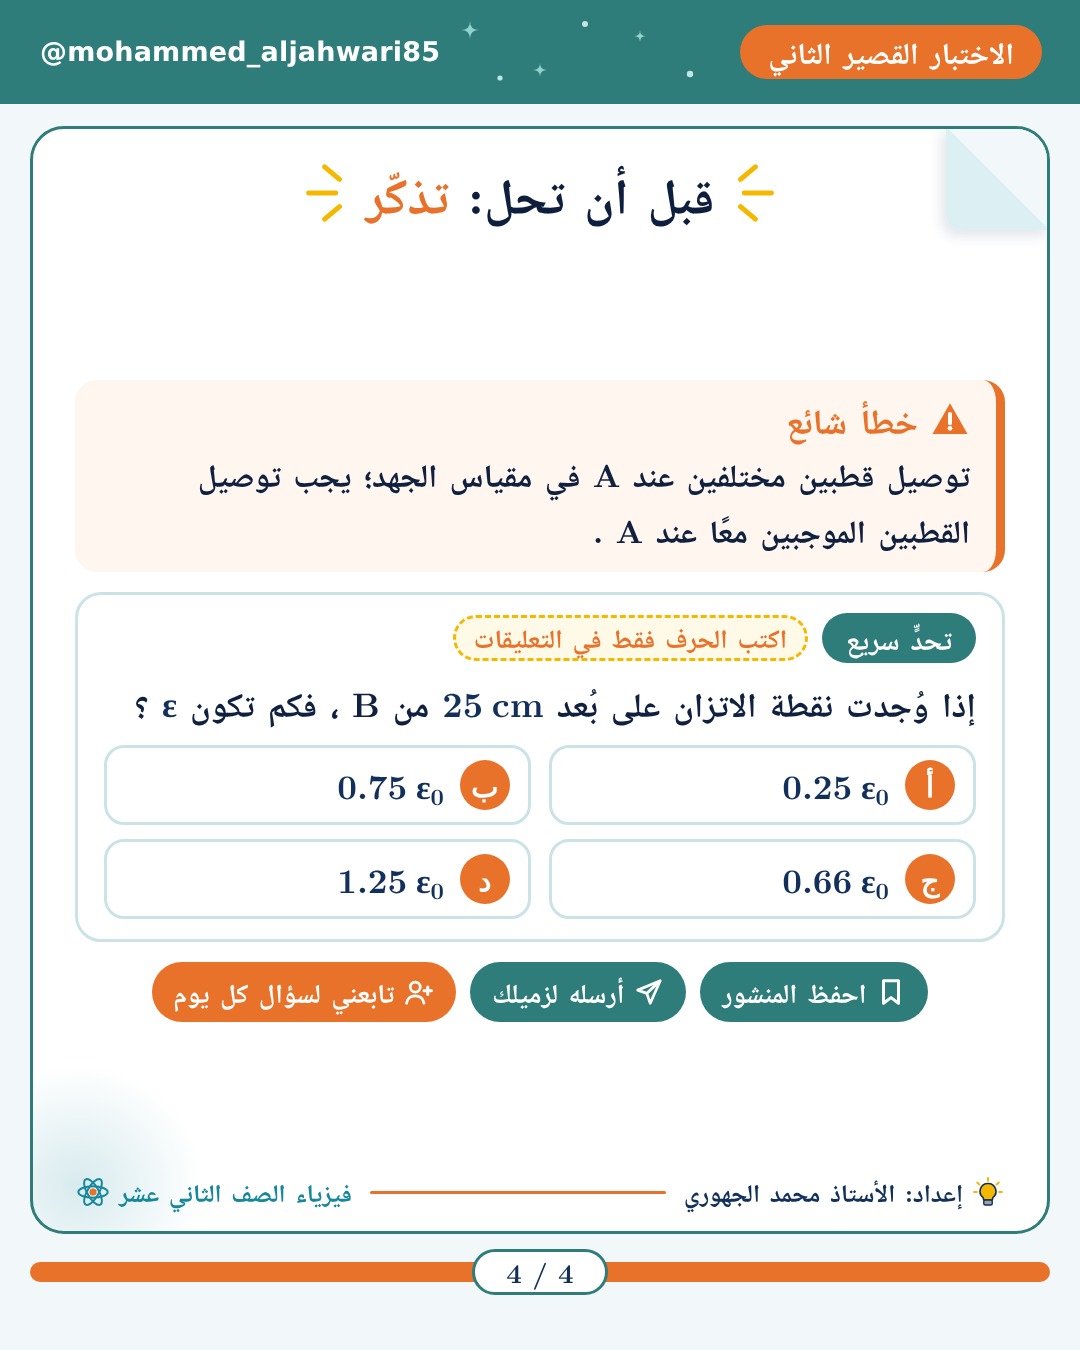 @mohammed_aljahwari85
الاختبار القصير الثاني
قبل أن تحل: تذكّر
خطأ شائع
توصيل قطبين مختلفين عند A في مقياس الجهد؛ يجب توصيل
القطبين الموجبين معًا عند A .
تحدٍّ سريع
اكتب الحرف فقط في التعليقات
إذا وُجدت نقطة الاتزان على بُعد 25 cm من B ، فكم تكون ε ؟
أ 0.25 ε₀
ب 0.75 ε₀
ج 0.66 ε₀
د 1.25 ε₀
احفظ المنشور
أرسله لزميلك
تابعني لسؤال كل يوم
إعداد: الأستاذ محمد الجهوري
فيزياء الصف الثاني عشر
4 / 4